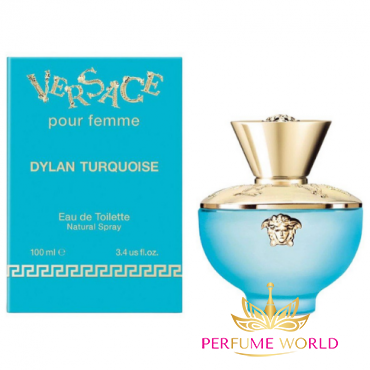 VERSACE
pour femme
DYLAN TURQUOISE
Eau de Toilette
Natural Spray
100 ml ℮ 3.4 us fl.oz.
PERFUME WORLD